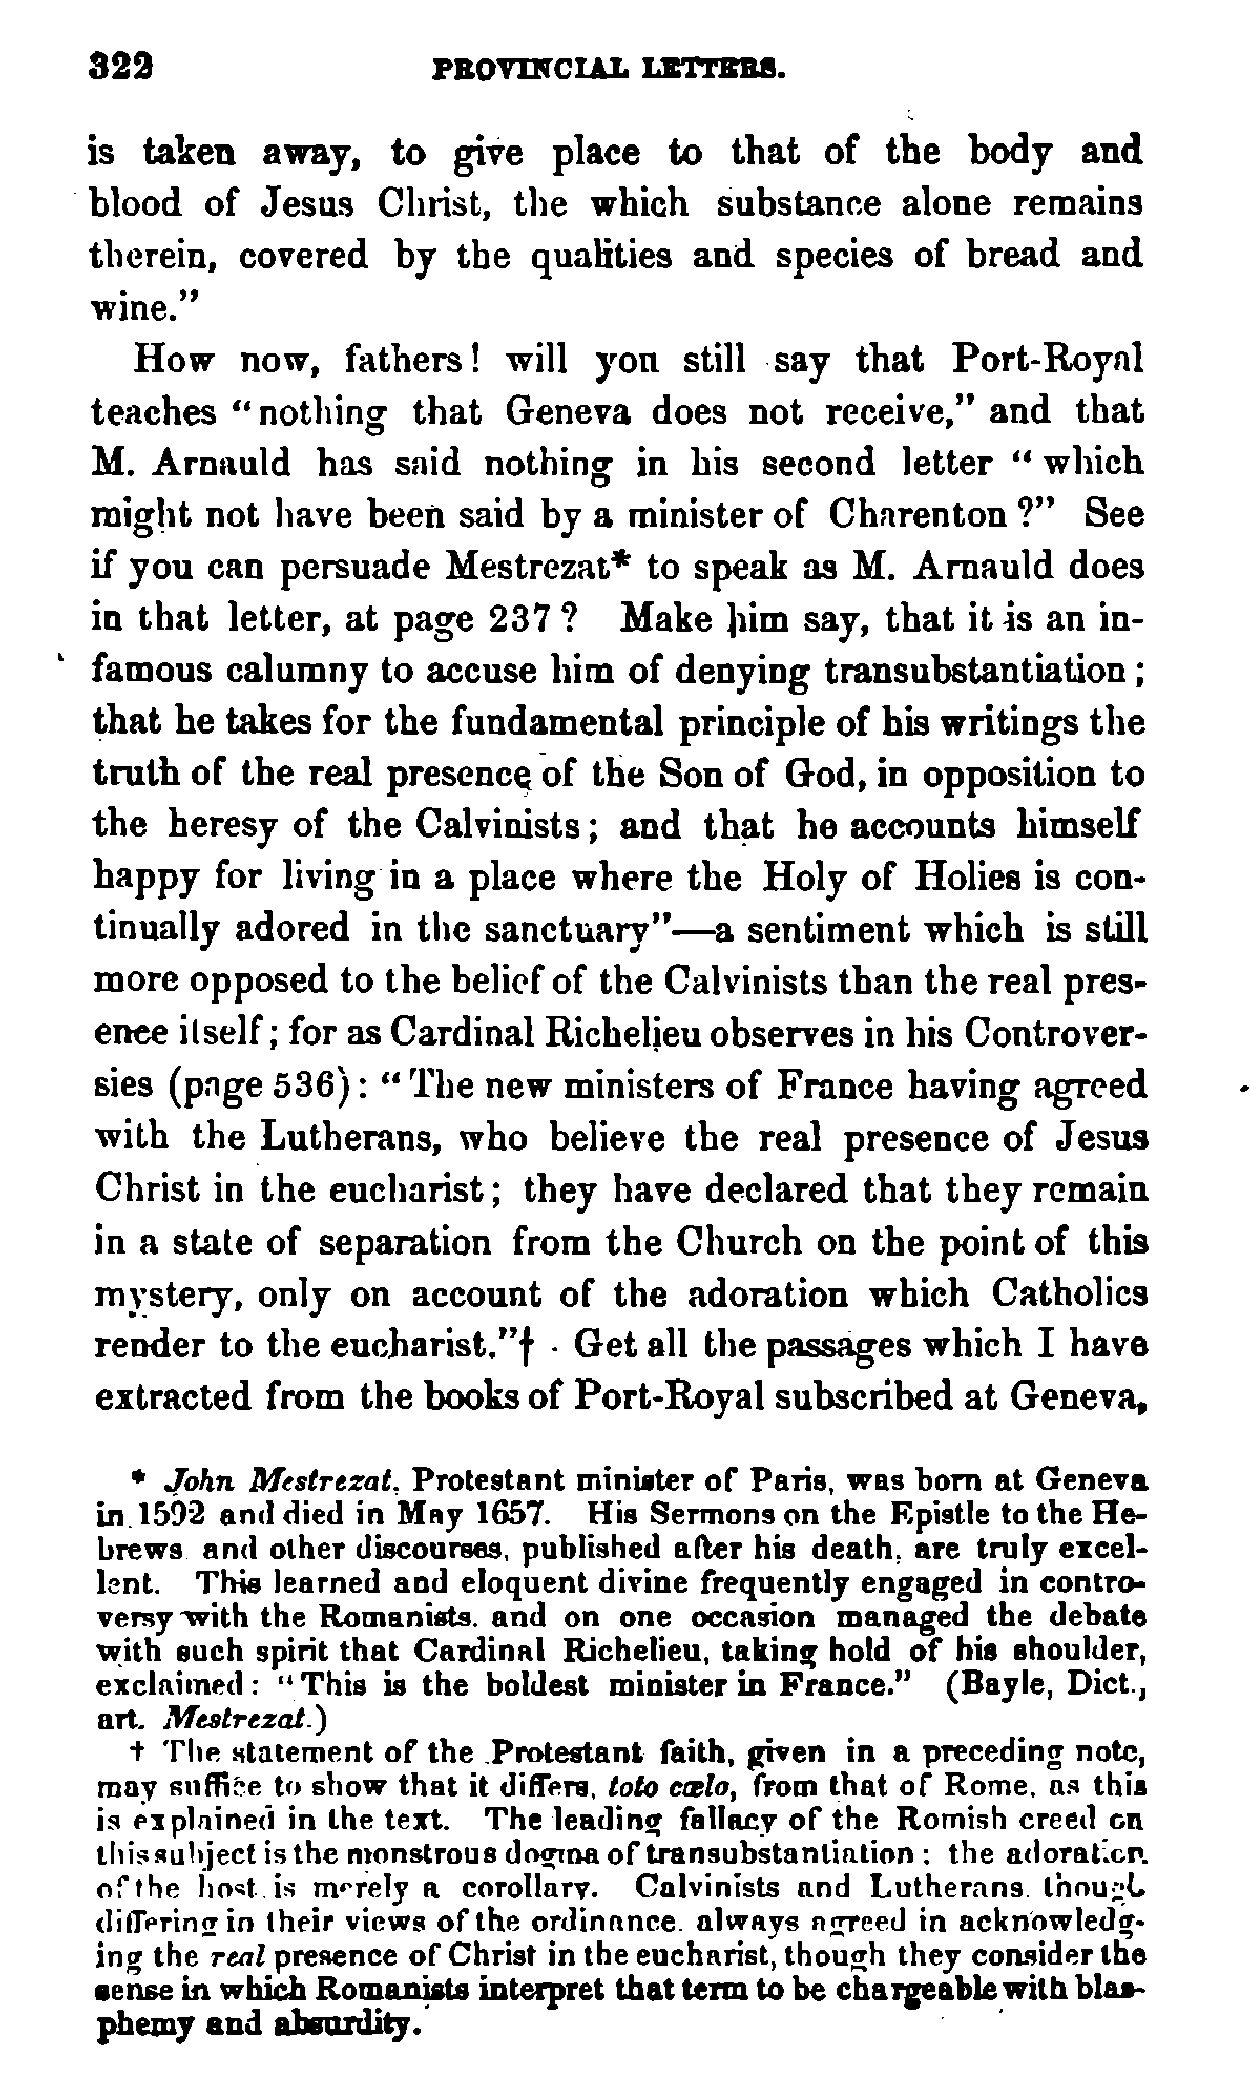 322 PROVINCIAL LETTERS.
is taken away, to give place to that of the body and
blood of Jesus Christ, the which substance alone remains
therein, covered by the qualities and species of bread and
wine."
How now, fathers! will you still say that Port-Royal
teaches "nothing that Geneva does not receive," and that
M. Arnauld has said nothing in his second letter "which
might not have been said by a minister of Charenton?" See
if you can persuade Mestrezat* to speak as M. Arnauld does
in that letter, at page 237? Make him say, that it is an in-
famous calumny to accuse him of denying transubstantiation;
that he takes for the fundamental principle of his writings the
truth of the real presence of the Son of God, in opposition to
the heresy of the Calvinists; and that he accounts himself
happy for living in a place where the Holy of Holies is con-
tinually adored in the sanctuary"—a sentiment which is still
more opposed to the belief of the Calvinists than the real pres-
ence itself; for as Cardinal Richelieu observes in his Controver-
sies (page 536): "The new ministers of France having agreed
with the Lutherans, who believe the real presence of Jesus
Christ in the eucharist; they have declared that they remain
in a state of separation from the Church on the point of this
mystery, only on account of the adoration which Catholics
render to the eucharist."† Get all the passages which I have
extracted from the books of Port-Royal subscribed at Geneva,
* John Mestrezat, Protestant minister of Paris, was born at Geneva
in 1592 and died in May 1657. His Sermons on the Epistle to the He-
brews and other discourses, published after his death, are truly excel-
lent. This learned and eloquent divine frequently engaged in contro-
versy with the Romanists, and on one occasion managed the debate
with such spirit that Cardinal Richelieu, taking hold of his shoulder,
exclaimed: "This is the boldest minister in France." (Bayle, Dict.,
art. Mestrezat.)
† The statement of the Protestant faith, given in a preceding note,
may suffice to show that it differs, toto cœlo, from that of Rome, as this
is explained in the text. The leading fallacy of the Romish creed on
this subject is the monstrous dogma of transubstantiation: the adoration
of the host is merely a corollary. Calvinists and Lutherans, though
differing in their views of the ordinance, always agreed in acknowledg-
ing the real presence of Christ in the eucharist, though they consider the
sense in which Romanists interpret that term to be chargeable with blas-
phemy and absurdity.